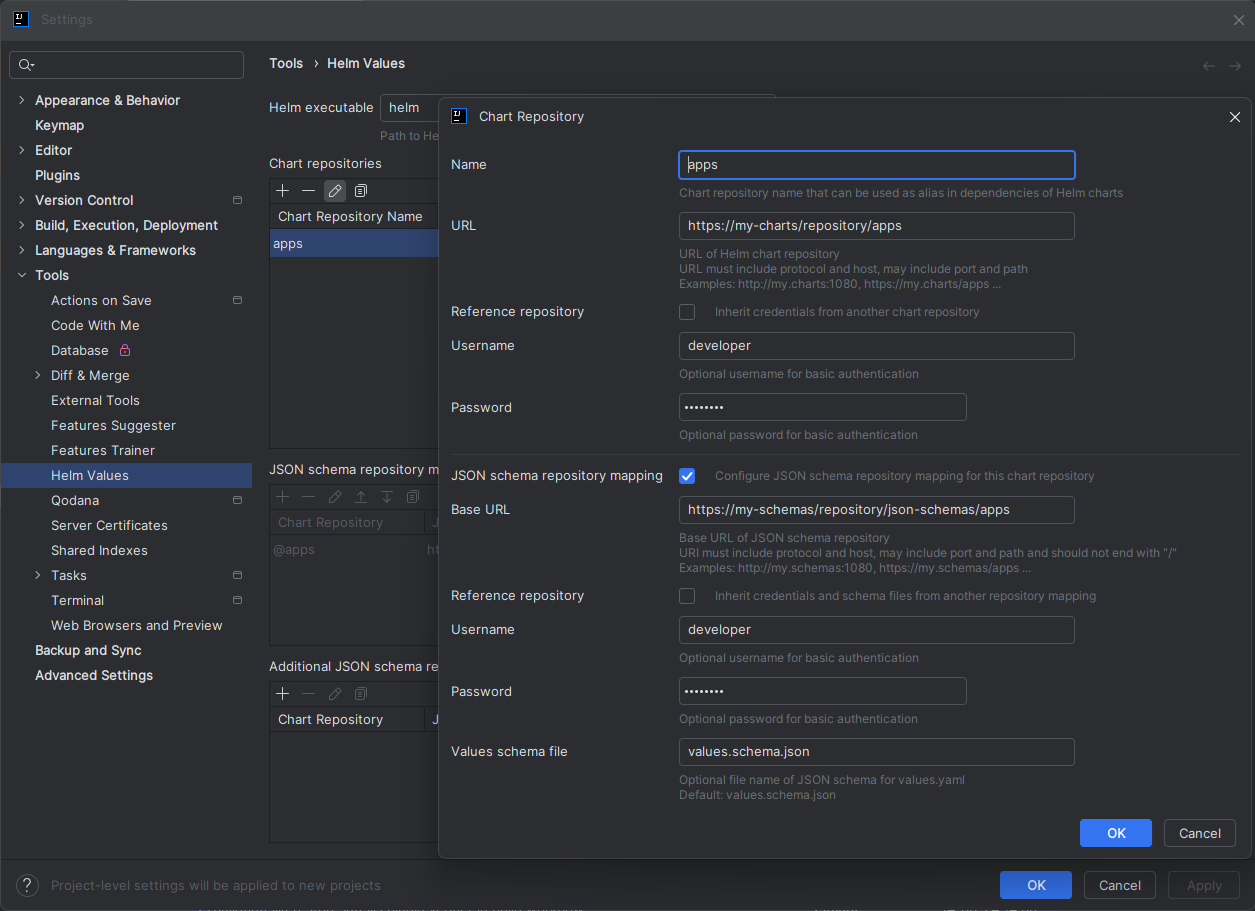 Settings
Tools › Helm Values
Appearance & Behavior
Keymap
Editor
Plugins
Version Control
Build, Execution, Deployment
Languages & Frameworks
Tools
Actions on Save
Code With Me
Database
Diff & Merge
External Tools
Features Suggester
Features Trainer
Helm Values
Qodana
Server Certificates
Shared Indexes
Tasks
Terminal
Web Browsers and Preview
Backup and Sync
Advanced Settings
Helm executable helm
Path to He
Chart repositories
Chart Repository Name
apps
JSON schema repository m
Chart Repository J
@apps ht
Additional JSON schema re
Chart Repository J
Chart Repository
Name apps
Chart repository name that can be used as alias in dependencies of Helm charts
URL https://my-charts/repository/apps
URL of Helm chart repository
URL must include protocol and host, may include port and path
Examples: http://my.charts:1080, https://my.charts/apps ...
Reference repository Inherit credentials from another chart repository
Username developer
Optional username for basic authentication
Password ••••••••
Optional password for basic authentication
JSON schema repository mapping Configure JSON schema repository mapping for this chart repository
Base URL https://my-schemas/repository/json-schemas/apps
Base URL of JSON schema repository
URI must include protocol and host, may include port and path and should not end with "/"
Examples: http://my.schemas:1080, https://my.schemas/apps ...
Reference repository Inherit credentials and schema files from another repository mapping
Username developer
Optional username for basic authentication
Password ••••••••
Optional password for basic authentication
Values schema file values.schema.json
Optional file name of JSON schema for values.yaml
Default: values.schema.json
OK Cancel
? Project-level settings will be applied to new projects
OK Cancel Apply